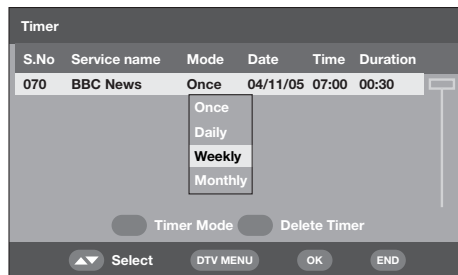 Timer
S.No Service name Mode Date Time Duration
070 BBC News Once 04/11/05 07:00 00:30
Once
Daily
Weekly
Monthly
Timer Mode Delete Timer
Select DTV MENU OK END